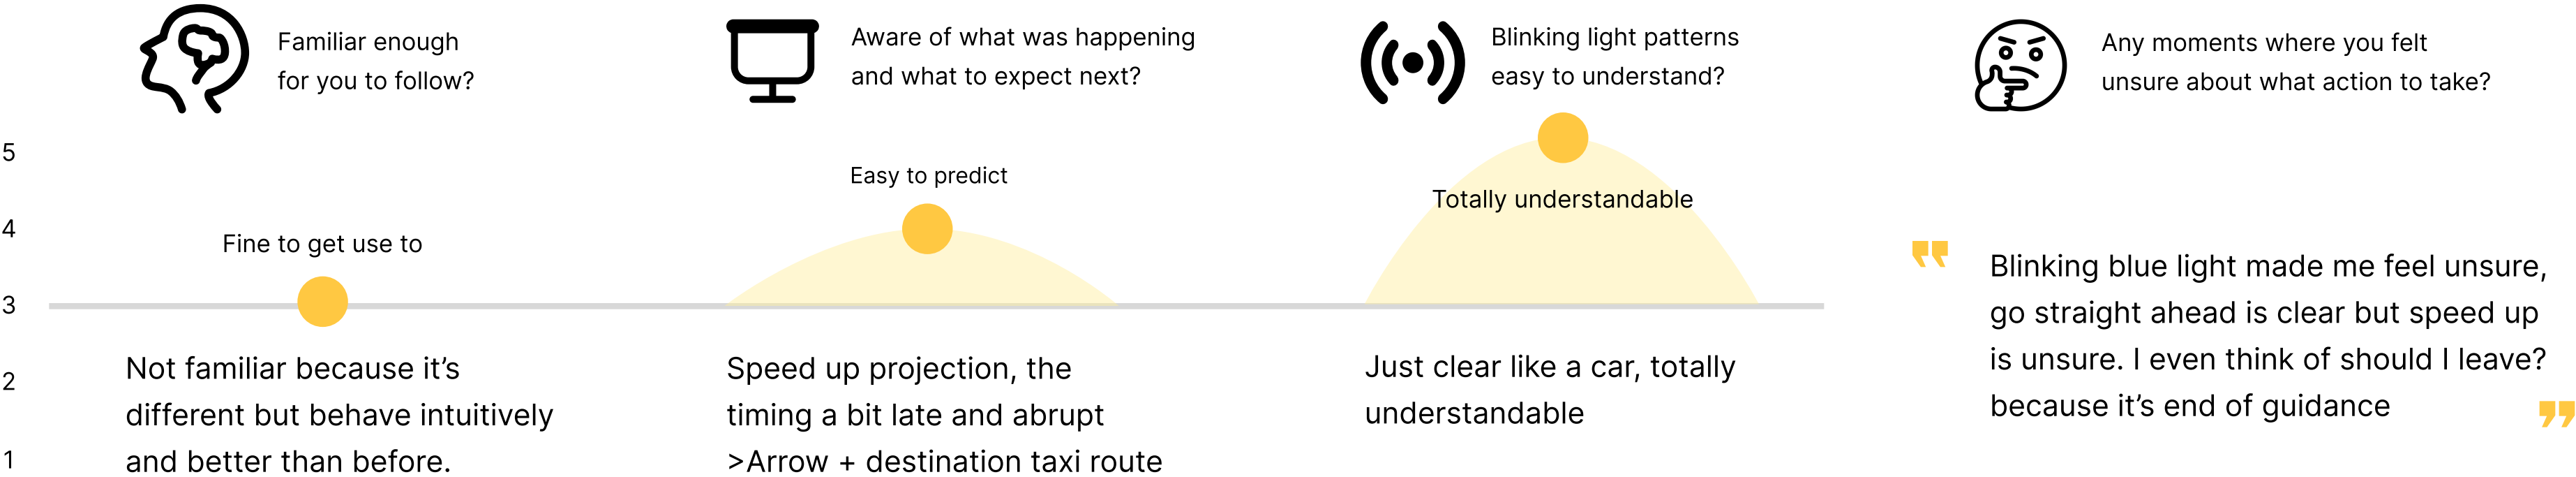 Familiar enough
for you to follow?
Aware of what was happening
and what to expect next?
Blinking light patterns
easy to understand?
Any moments where you felt
unsure about what action to take?
5
4
3
2
1
Fine to get use to
Easy to predict
Totally understandable
Not familiar because it’s
different but behave intuitively
and better than before.
Speed up projection, the
timing a bit late and abrupt
>Arrow + destination taxi route
Just clear like a car, totally
understandable
Blinking blue light made me feel unsure,
go straight ahead is clear but speed up
is unsure. I even think of should I leave?
because it’s end of guidance